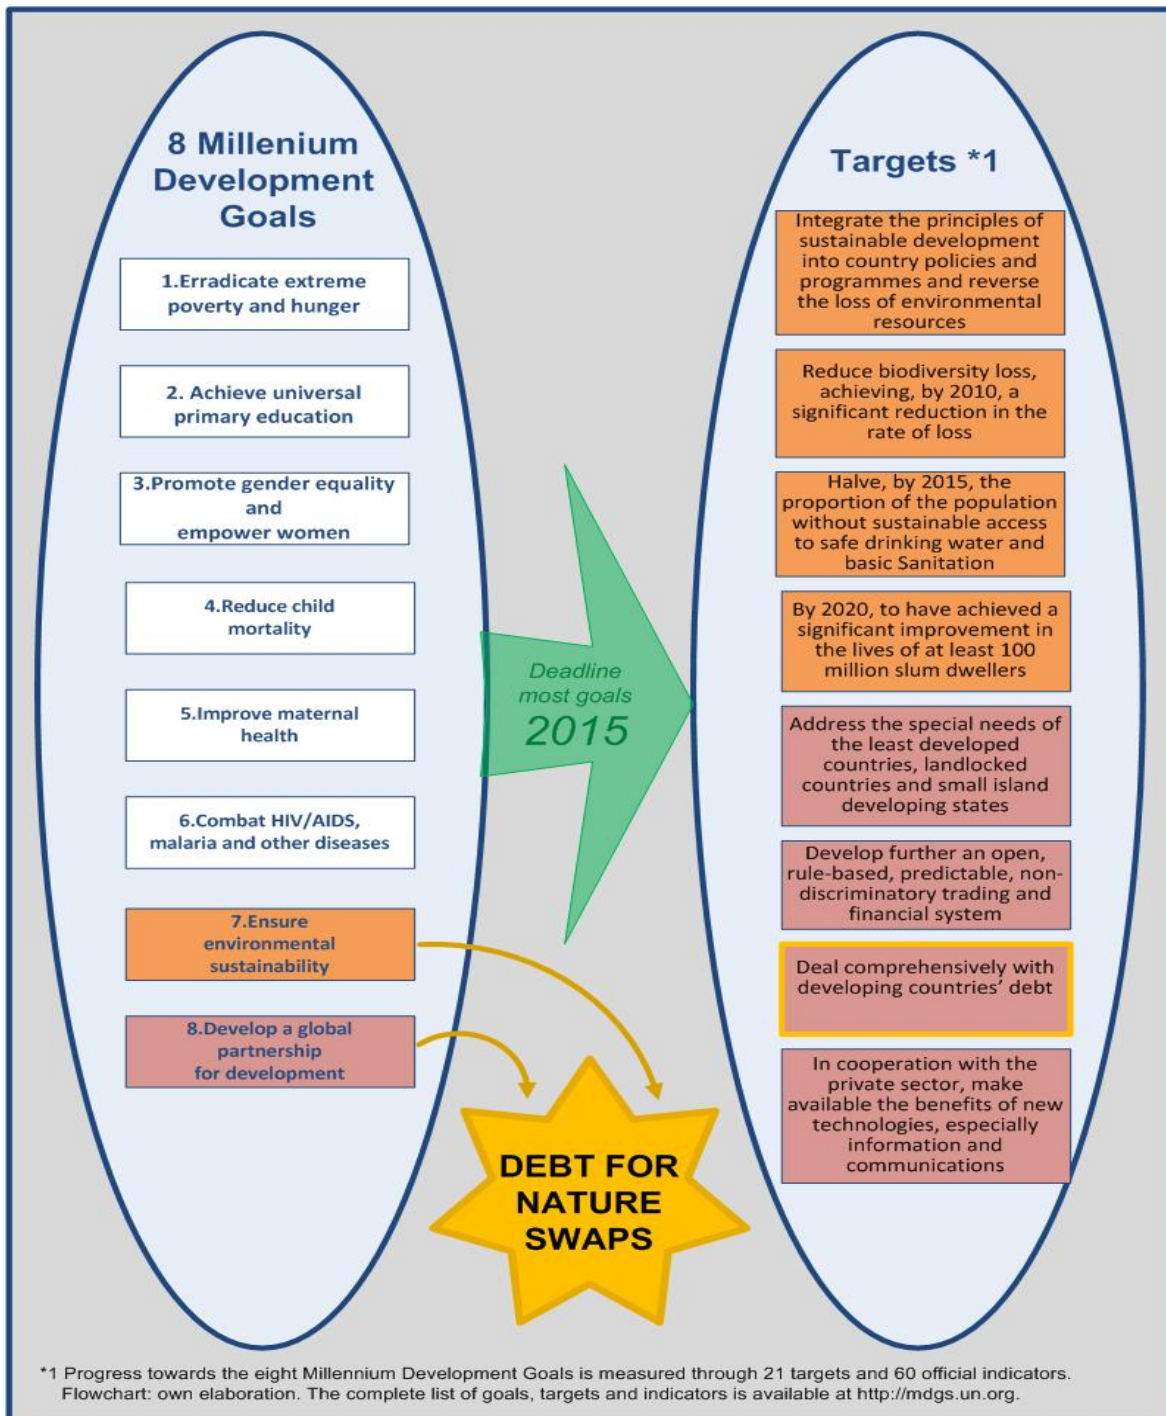 8 Millenium
Development
Goals
1.Erradicate extreme
poverty and hunger
2. Achieve universal
primary education
3.Promote gender equality
and
empower women
4.Reduce child
mortality
5.Improve maternal
health
6.Combat HIV/AIDS,
malaria and other diseases
7.Ensure
environmental
sustainability
8.Develop a global
partnership
for development
Deadline
most goals
2015
DEBT FOR
NATURE
SWAPS
Targets *1
Integrate the principles of
sustainable development
into country policies and
programmes and reverse
the loss of environmental
resources
Reduce biodiversity loss,
achieving, by 2010, a
significant reduction in the
rate of loss
Halve, by 2015, the
proportion of the population
without sustainable access
to safe drinking water and
basic Sanitation
By 2020, to have achieved a
significant improvement in
the lives of at least 100
million slum dwellers
Address the special needs of
the least developed
countries, landlocked
countries and small island
developing states
Develop further an open,
rule-based, predictable, non-
discriminatory trading and
financial system
Deal comprehensively with
developing countries’ debt
In cooperation with the
private sector, make
available the benefits of new
technologies, especially
information and
communications
*1 Progress towards the eight Millennium Development Goals is measured through 21 targets and 60 official indicators.
Flowchart: own elaboration. The complete list of goals, targets and indicators is available at http://mdgs.un.org.